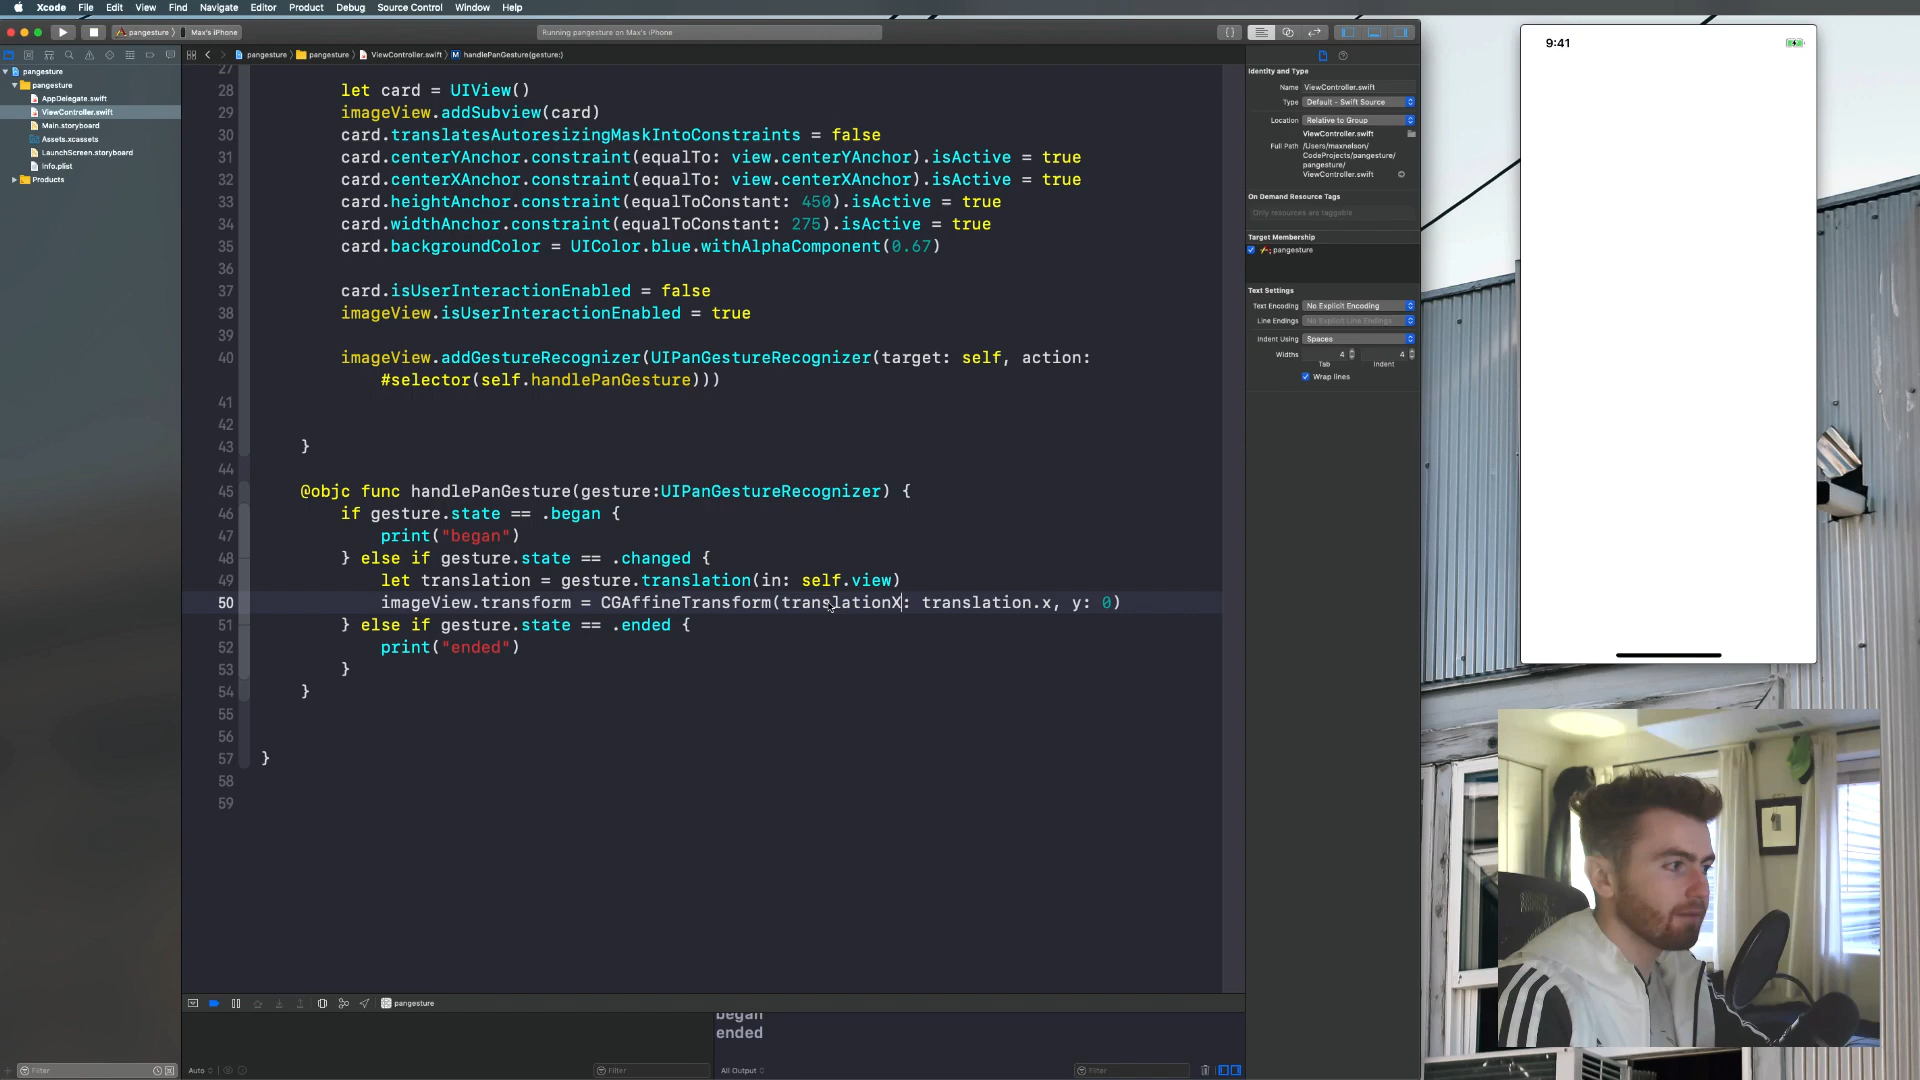 Xcode File Edit View Find Navigate Editor Product Debug Source Control Window Help
pangesture Max's iPhone
Running pangesture on Max's iPhone
pangesture pangesture ViewController.swift M handlePanGesture(gesture:)
pangesture
pangesture
AppDelegate.swift
ViewController.swift
Main.storyboard
Assets.xcassets
LaunchScreen.storyboard
Info.plist
Products
27
28 let card = UIView()
29 imageView.addSubview(card)
30 card.translatesAutoresizingMaskIntoConstraints = false
31 card.centerYAnchor.constraint(equalTo: view.centerYAnchor).isActive = true
32 card.centerXAnchor.constraint(equalTo: view.centerXAnchor).isActive = true
33 card.heightAnchor.constraint(equalToConstant: 450).isActive = true
34 card.widthAnchor.constraint(equalToConstant: 275).isActive = true
35 card.backgroundColor = UIColor.blue.withAlphaComponent(0.67)
36
37 card.isUserInteractionEnabled = false
38 imageView.isUserInteractionEnabled = true
39
40 imageView.addGestureRecognizer(UIPanGestureRecognizer(target: self, action:
#selector(self.handlePanGesture)))
41
42
43 }
44
45 @objc func handlePanGesture(gesture:UIPanGestureRecognizer) {
46 if gesture.state == .began {
47 print("began")
48 } else if gesture.state == .changed {
49 let translation = gesture.translation(in: self.view)
50 imageView.transform = CGAffineTransform(translationX: translation.x, y: 0)
51 } else if gesture.state == .ended {
52 print("ended")
53 }
54 }
55
56
57 }
58
59
Identity and Type
Name ViewController.swift
Type Default - Swift Source
Location Relative to Group
ViewController.swift
Full Path /Users/maxnelson/
CodeProjects/pangesture/
pangesture/
ViewController.swift
On Demand Resource Tags
Only resources are taggable
Target Membership
pangesture
Text Settings
Text Encoding No Explicit Encoding
Line Endings No Explicit Line Endings
Indent Using Spaces
Widths 4 4
Tab Indent
Wrap lines
9:41
pangesture
began
ended
Filter
Auto
Filter
All Output
Filter